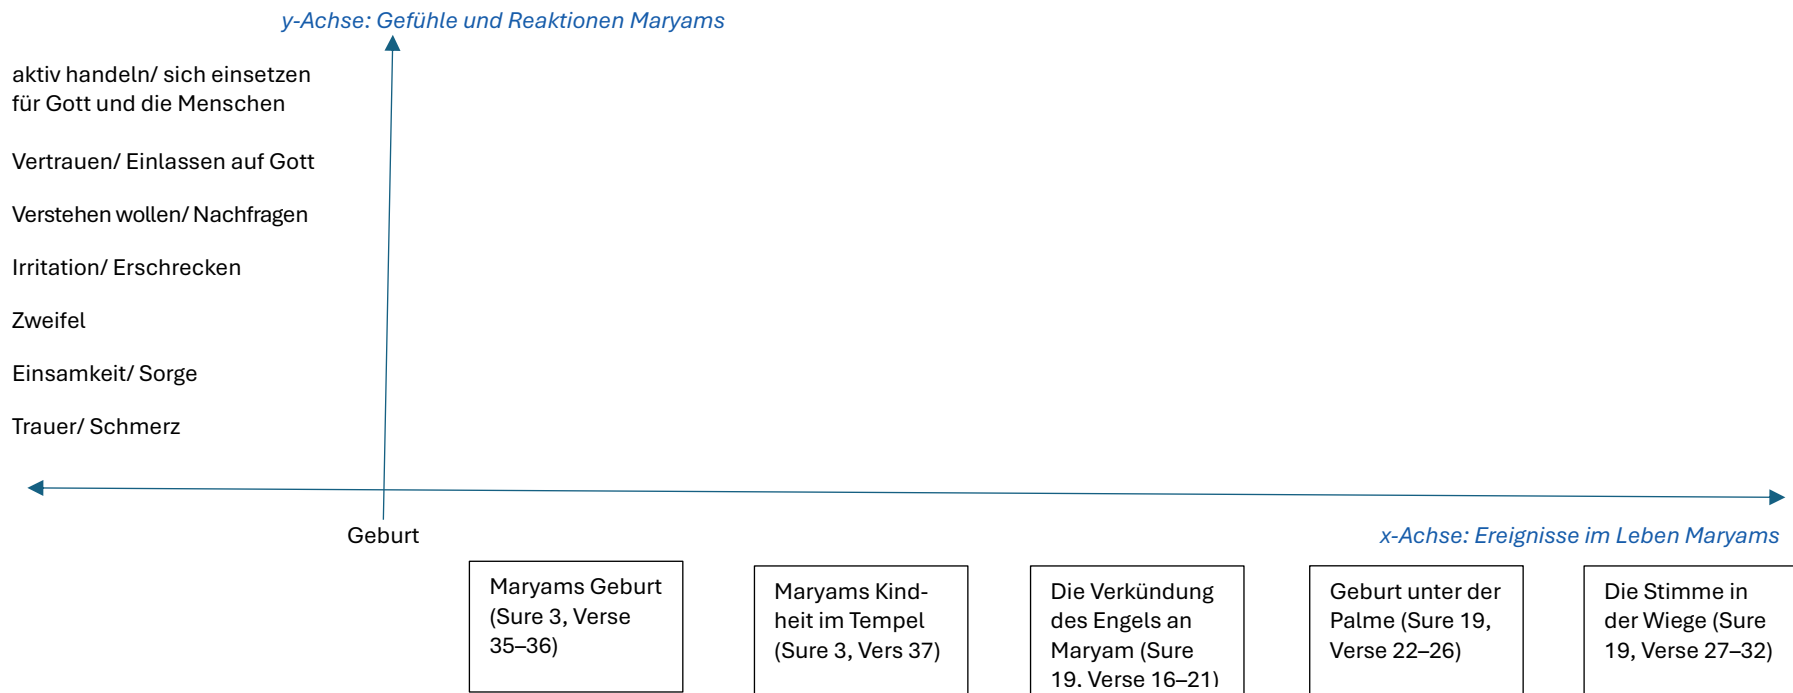 y-Achse: Gefühle und Reaktionen Maryams
aktiv handeln/ sich einsetzen
für Gott und die Menschen
Vertrauen/ Einlassen auf Gott
Verstehen wollen/ Nachfragen
Irritation/ Erschrecken
Zweifel
Einsamkeit/ Sorge
Trauer/ Schmerz
Geburt
x-Achse: Ereignisse im Leben Maryams
Maryams Geburt
(Sure 3, Verse
35–36)
Maryams Kind-
heit im Tempel
(Sure 3, Vers 37)
Die Verkündung
des Engels an
Maryam (Sure
19, Verse 16–21)
Geburt unter der
Palme (Sure 19,
Verse 22–26)
Die Stimme in
der Wiege (Sure
19, Verse 27–32)